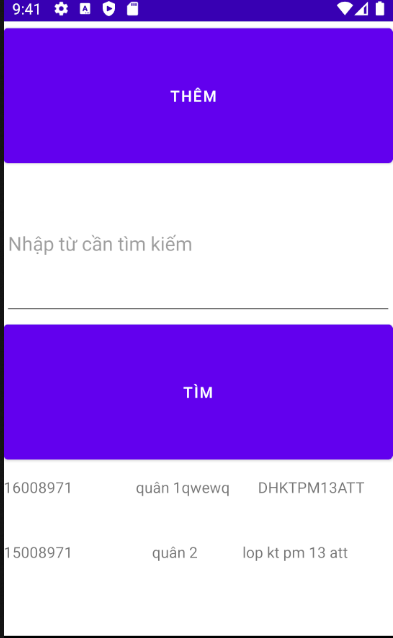 9:41
THÊM
Nhập từ cần tìm kiếm
TÌM
16008971 quân 1qwewq DHKTPM13ATT
15008971 quân 2 lop kt pm 13 att